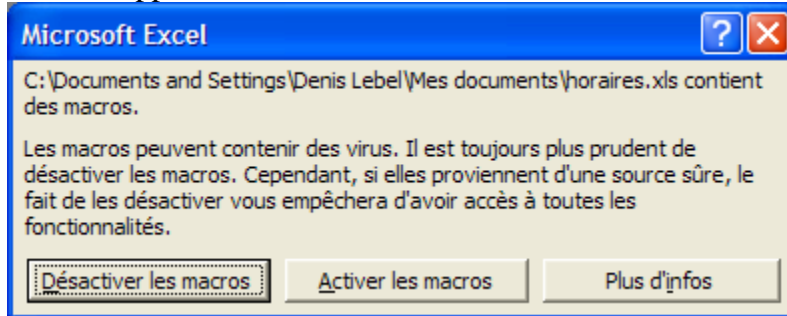 Microsoft Excel
C:\Documents and Settings\Denis Lebel\Mes documents\horaires.xls contient
des macros.
Les macros peuvent contenir des virus. Il est toujours plus prudent de
désactiver les macros. Cependant, si elles proviennent d'une source sûre, le
fait de les désactiver vous empêchera d'avoir accès à toutes les
fonctionnalités.
Désactiver les macros Activer les macros Plus d'infos